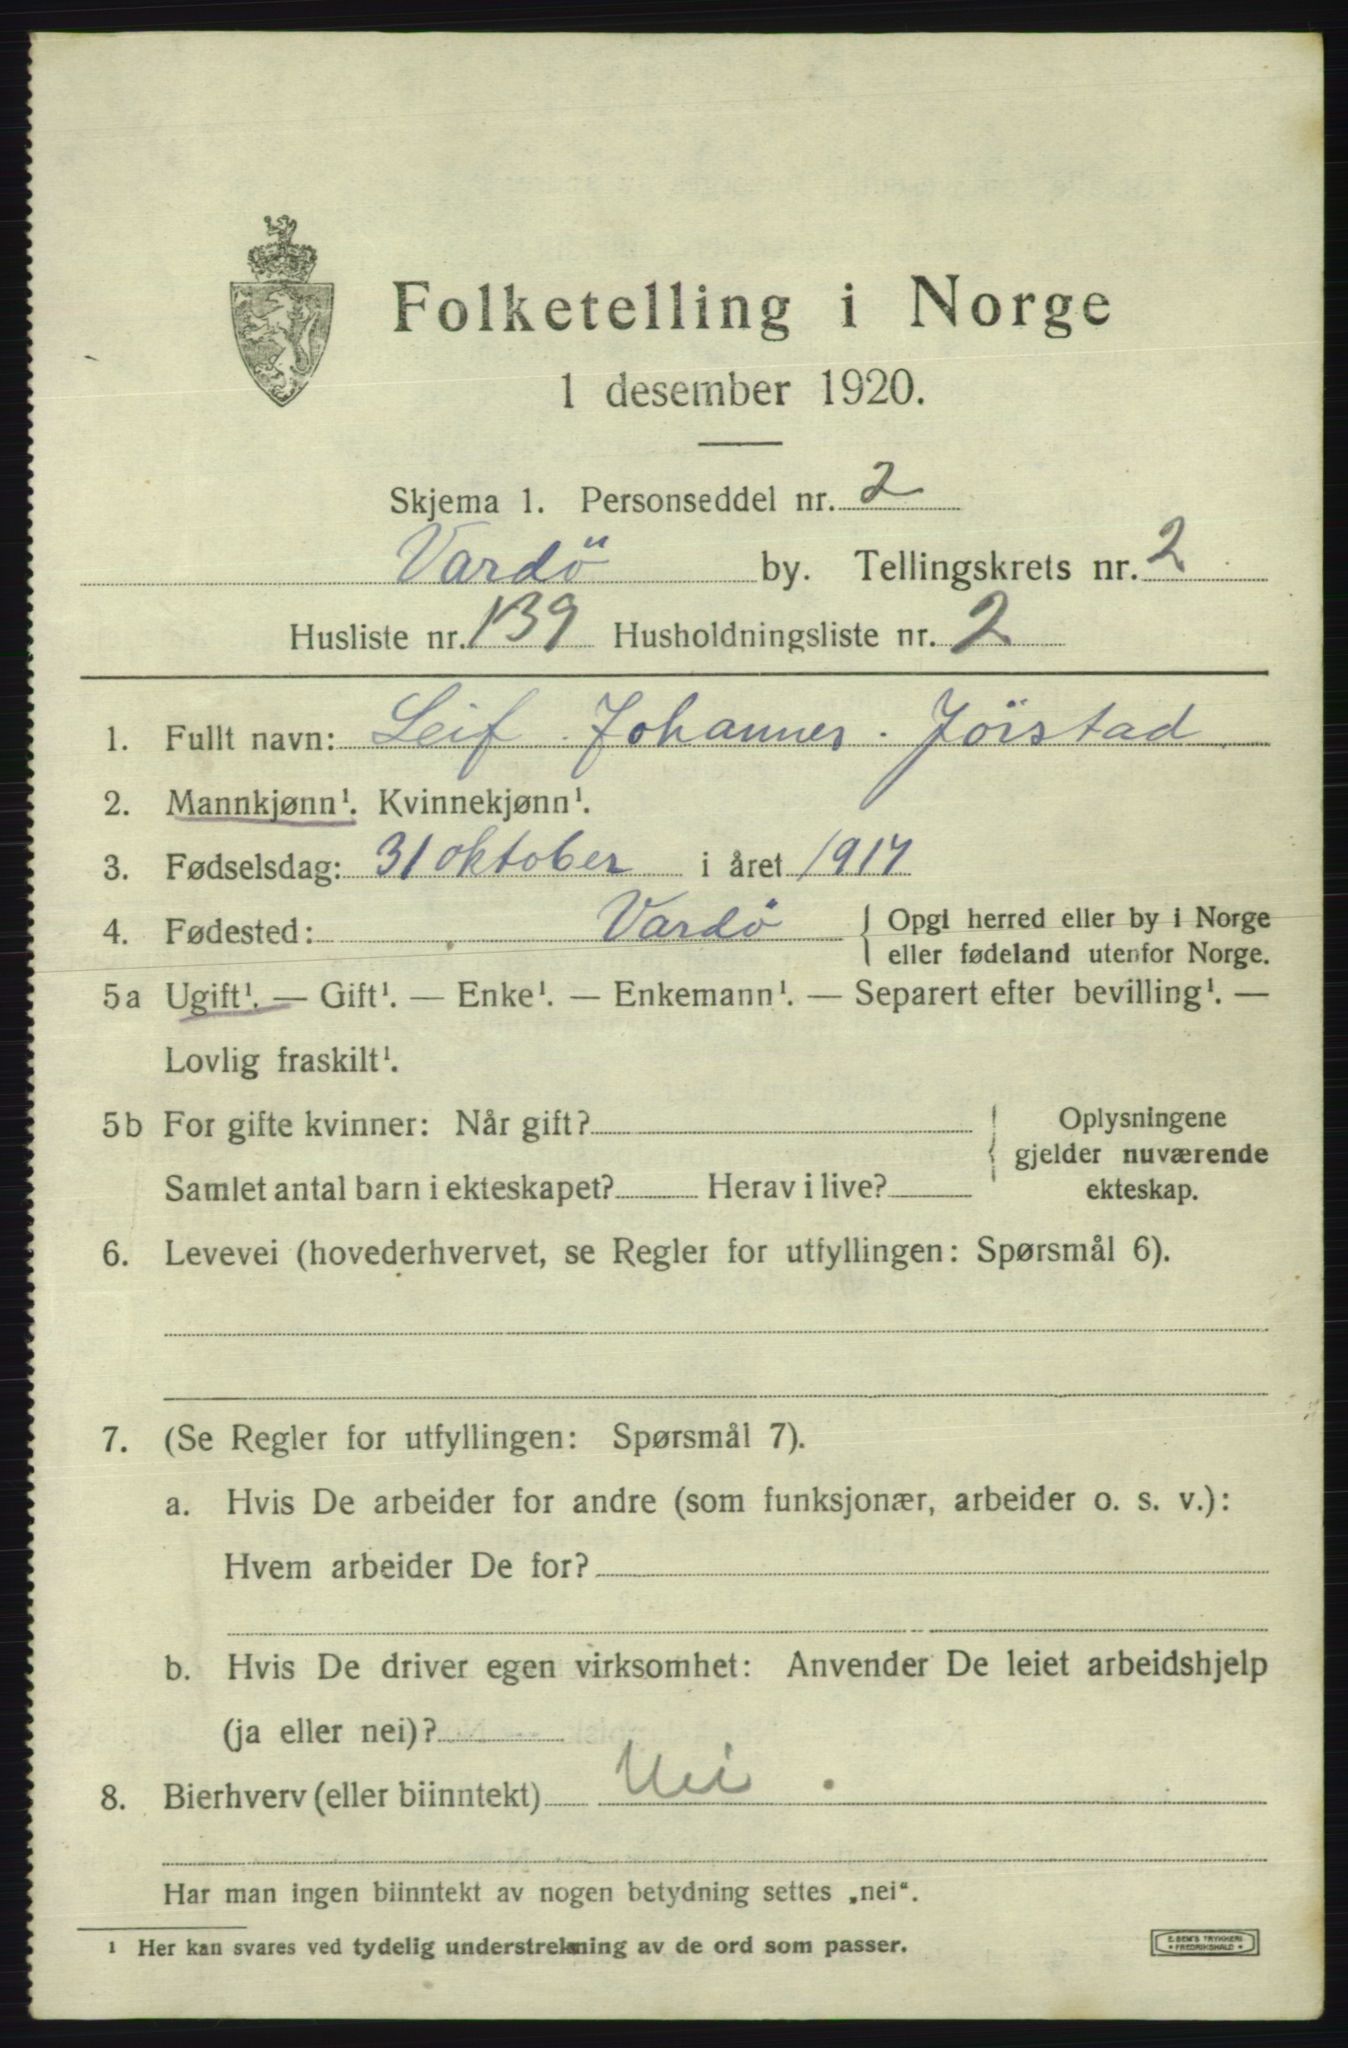 Folketelling i Norge
1 desember 1920.
Skjema 1. Personseddel nr. 2
Vardö by. Tellingskrets nr. 2
Husliste nr. 139 Husholdningsliste nr. 2
1. Fullt navn: Leif Johannes Jöistad
2. Mannkjønn¹. Kvinnekjønn¹.
3. Fødselsdag: 31 oktober i året 1917
4. Fødested: Vardö { Opgi herred eller by i Norge
eller fødeland utenfor Norge.
5a Ugift¹. — Gift¹. — Enke¹. — Enkemann¹. — Separert efter bevilling¹. —
Lovlig fraskilt¹.
5b For gifte kvinner: Når gift? { Oplysningene
gjelder nuværende
Samlet antal barn i ekteskapet? Herav i live? ekteskap.
6. Levevei (hovederhvervet, se Regler for utfyllingen: Spørsmål 6).
7. (Se Regler for utfyllingen: Spørsmål 7).
a. Hvis De arbeider for andre (som funksjonær, arbeider o. s. v.):
Hvem arbeider De for?
b. Hvis De driver egen virksomhet: Anvender De leiet arbeidshjelp
(ja eller nei)?
8. Bierhverv (eller biinntekt) Nei.
Har man ingen biinntekt av nogen betydning settes „nei“.
¹ Her kan svares ved tydelig understrekning av de ord som passer.
E. SEM'S TRYKKERI
* FREDRIKSHALD *